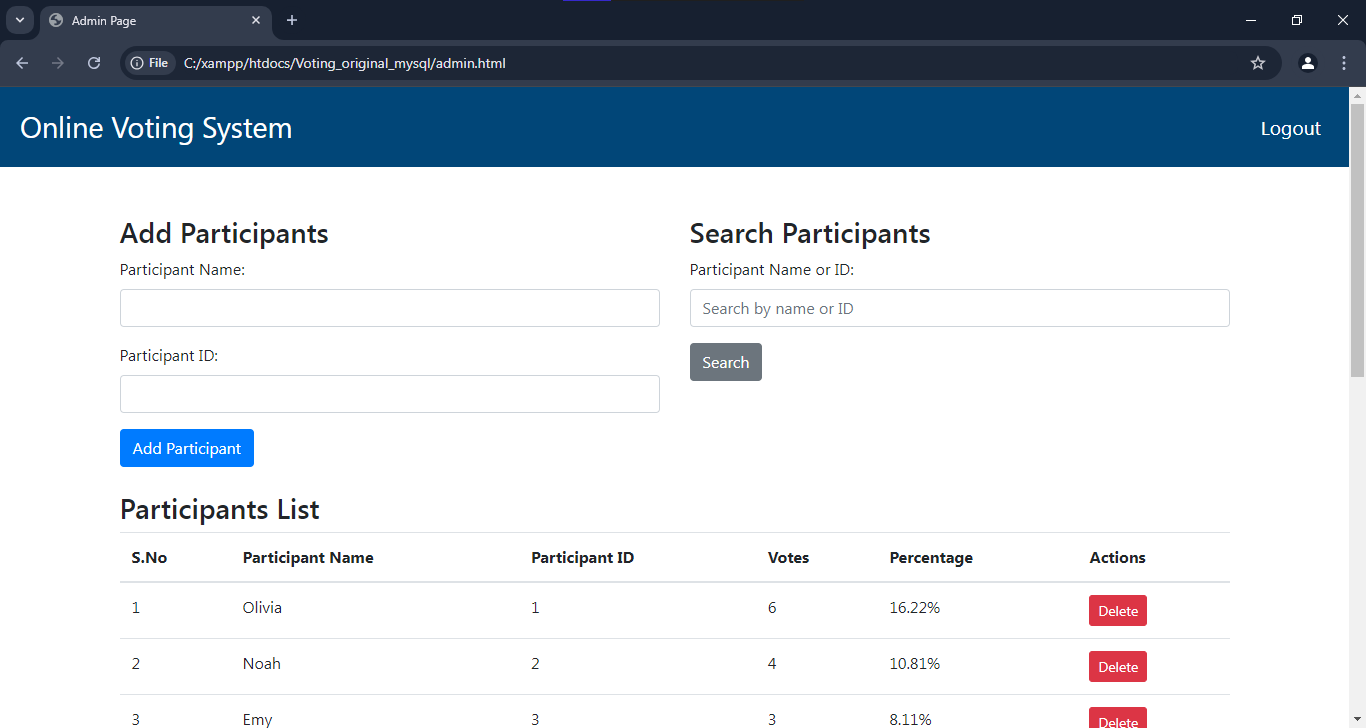 Admin Page
File C:/xampp/htdocs/Voting_original_mysql/admin.html
Online Voting System Logout
Add Participants
Participant Name:
Participant ID:
Add Participant
Search Participants
Participant Name or ID:
Search by name or ID
Search
Participants List
S.No Participant Name Participant ID Votes Percentage Actions
1 Olivia 1 6 16.22% Delete
2 Noah 2 4 10.81% Delete
3 Emy 3 3 8.11% Delete